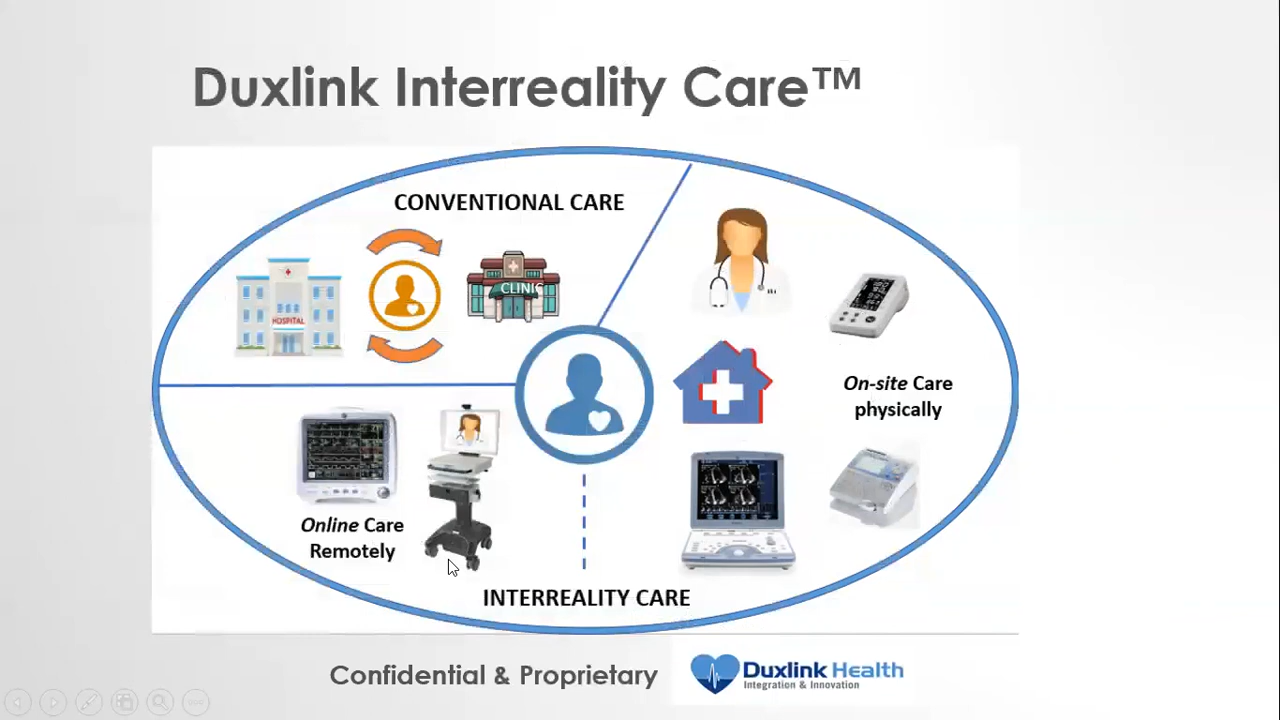 Duxlink Interreality Care™
CONVENTIONAL CARE
HOSPITAL
CLINIC
On-site Care
physically
Online Care
Remotely
INTERREALITY CARE
Confidential & Proprietary
Duxlink Health
Integration & Innovation